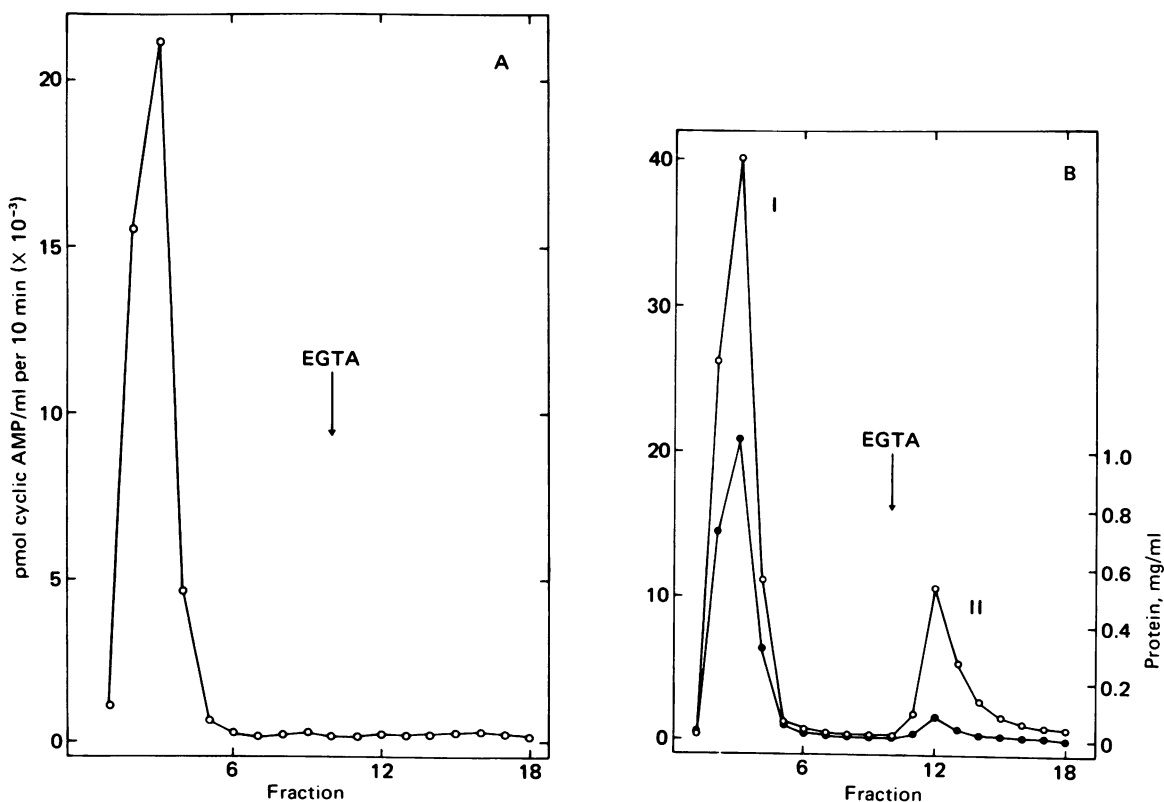 A
20
15
10
5
0
pmol cyclic AMP/ml per 10 min (× 10⁻³)
EGTA
6
12
18
Fraction
B
40
30
20
10
0
I
II
EGTA
1.0
0.8
0.6
0.4
0.2
0
Protein, mg/ml
6
12
18
Fraction